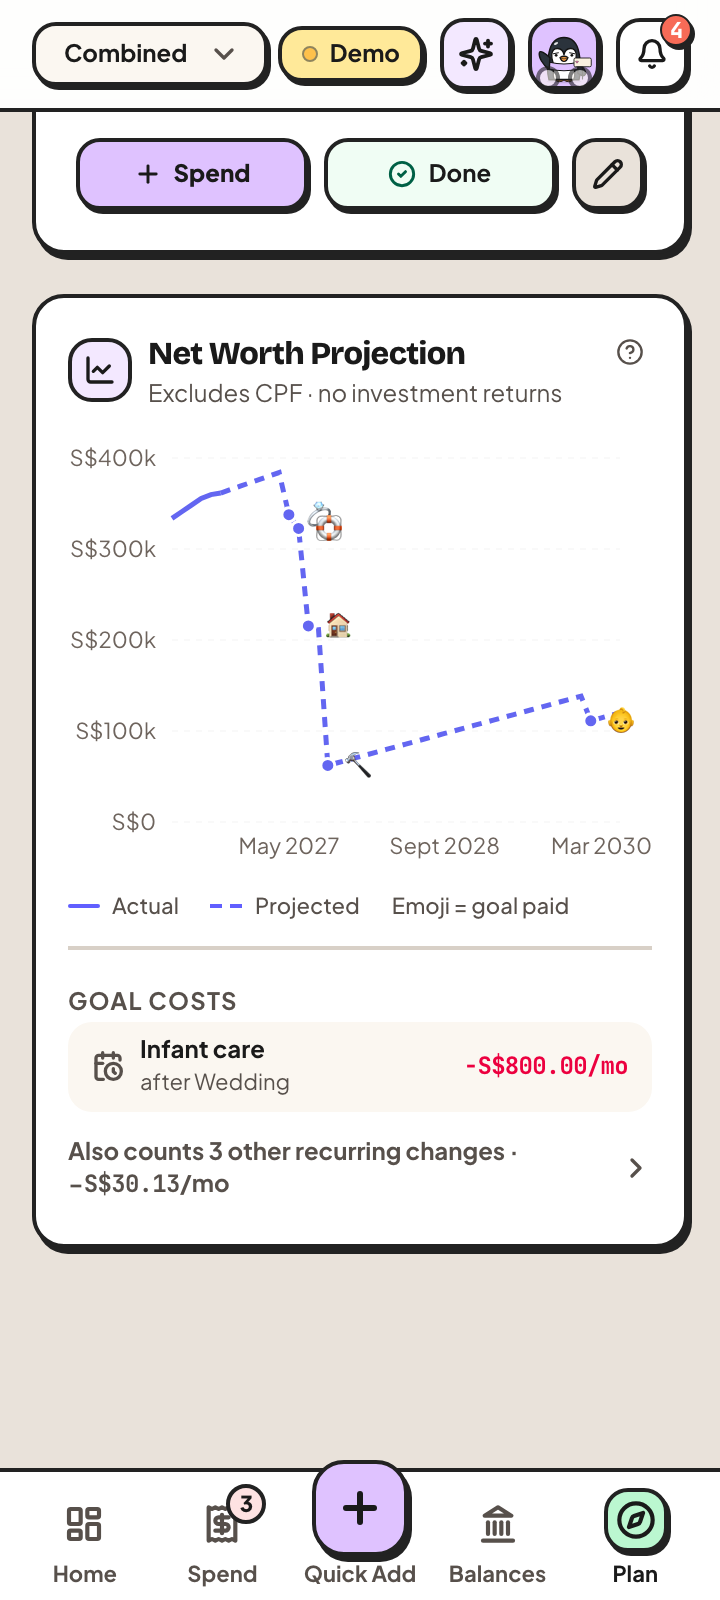 Combined
Demo
4
Spend
Done
Net Worth Projection
Excludes CPF · no investment returns
S$400k
S$300k
S$200k
S$100k
S$0
May 2027
Sept 2028
Mar 2030
Actual
Projected
Emoji = goal paid
GOAL COSTS
Infant care
after Wedding
-S$800.00/mo
Also counts 3 other recurring changes ·
−S$30.13/mo
3
Home
Spend
Quick Add
Balances
Plan